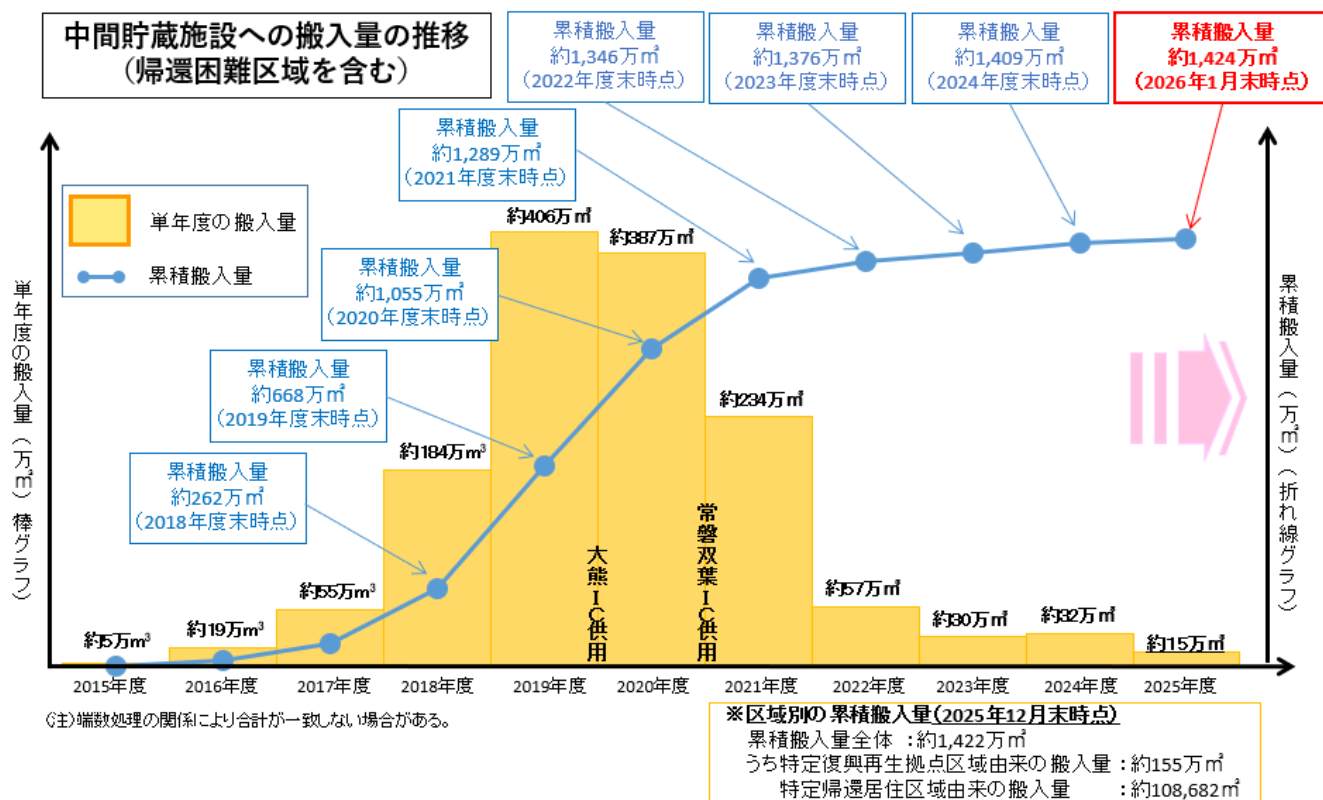 中間貯蔵施設への搬入量の推移
（帰還困難区域を含む）
累積搬入量
約1,346万㎥
（2022年度末時点）
累積搬入量
約1,376万㎥
（2023年度末時点）
累積搬入量
約1,409万㎥
（2024年度末時点）
累積搬入量
約1,424万㎥
（2026年1月末時点）
累積搬入量
約1,289万㎥
（2021年度末時点）
単年度の搬入量
累積搬入量
約406万㎥
約387万㎥
累積搬入量
約1,055万㎥
（2020年度末時点）
累積搬入量
約668万㎥
（2019年度末時点）
約234万㎥
約184万m³
累積搬入量
約262万㎥
（2018年度末時点）
単年度の搬入量（万㎥）棒グラフ）
累積搬入量（万㎥）（折れ線グラフ）
大熊IC供用
常磐双葉IC供用
約5万m³
約19万m³
約55万m³
約57万㎥
約30万㎥
約32万㎥
約15万㎥
2015年度 2016年度 2017年度 2018年度 2019年度 2020年度 2021年度 2022年度 2023年度 2024年度 2025年度
（注）端数処理の関係により合計が一致しない場合がある。
※区域別の累積搬入量(2025年12月末時点)
累積搬入量全体 ：約1,422万㎥
うち特定復興再生拠点区域由来の搬入量 ：約155万㎥
特定帰還居住区域由来の搬入量 ：約108,682㎥